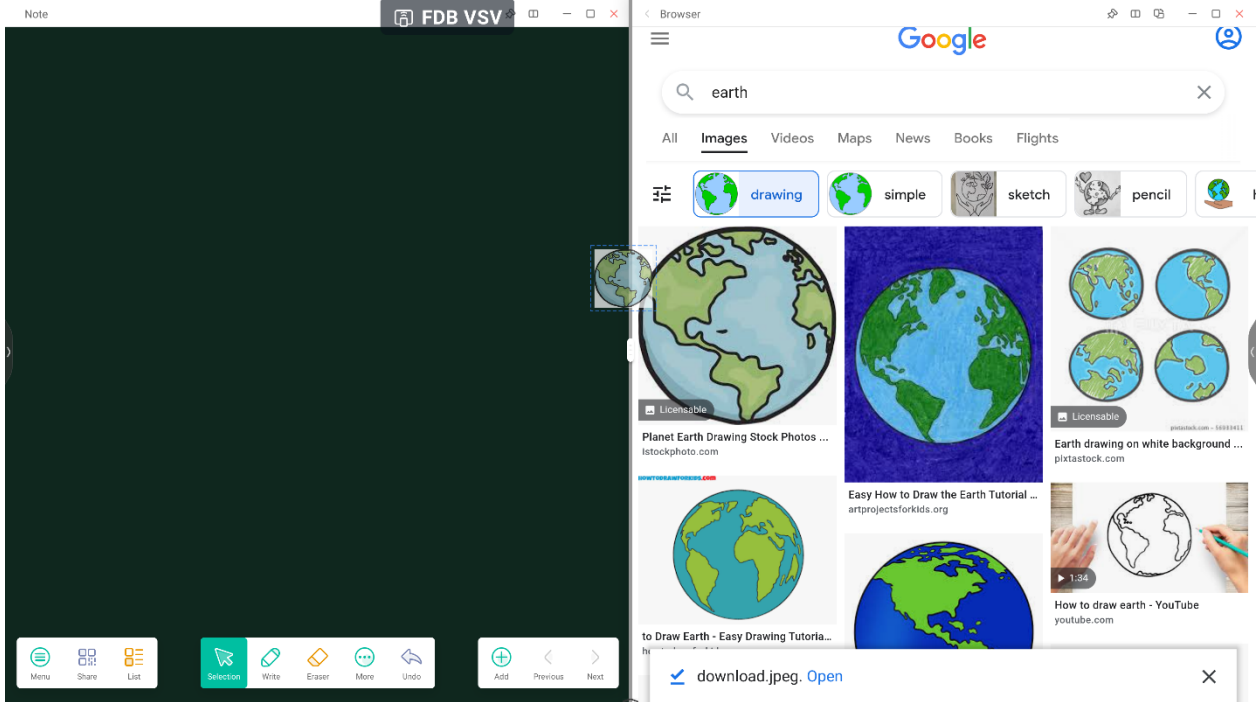 Note
FDB VSV
Menu
Share
List
Selection
Write
Eraser
More
Undo
Add
Previous
Next
Browser
Google
earth
All Images Videos Maps News Books Flights
drawing simple sketch pencil
Licensable
Planet Earth Drawing Stock Photos ...
istockphoto.com
Easy How to Draw the Earth Tutorial ...
artprojectsforkids.org
Licensable
pixtastock.com - 56593411
Earth drawing on white background ...
pixtastock.com
HOWTODRAWFORKIDS.COM
to Draw Earth - Easy Drawing Tutoria...
1:34
How to draw earth - YouTube
youtube.com
download.jpeg. Open